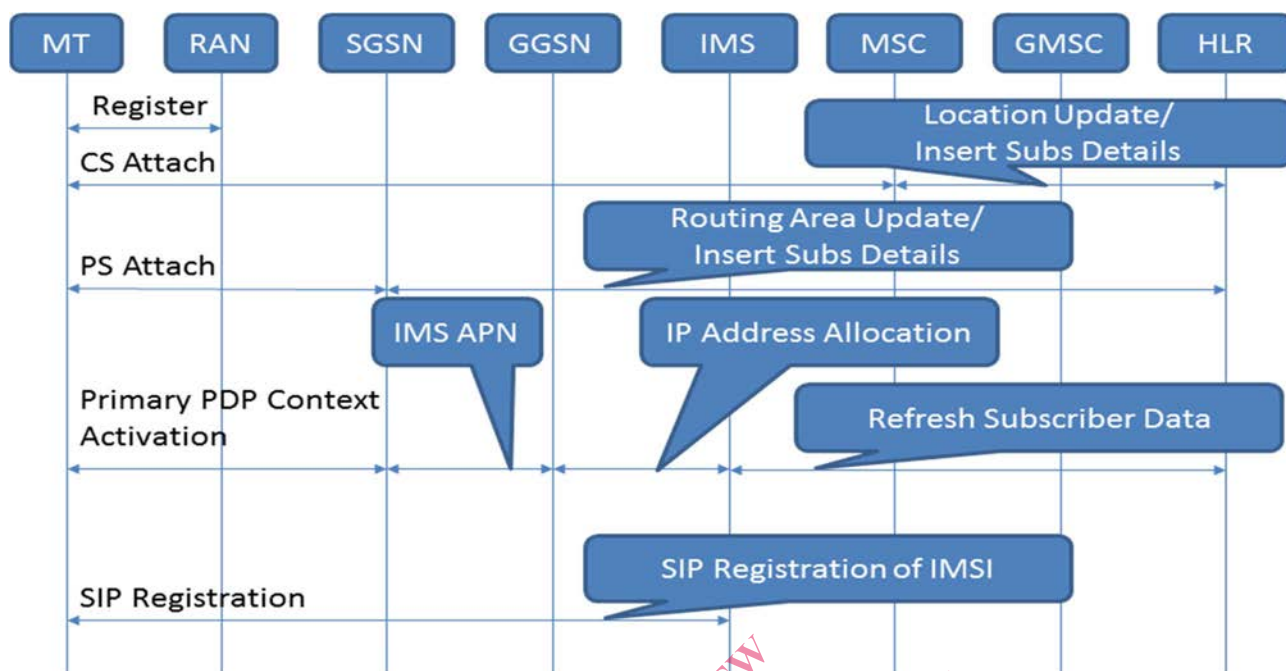 MT RAN SGSN GGSN IMS MSC GMSC HLR
Register
Location Update/
Insert Subs Details
CS Attach
Routing Area Update/
Insert Subs Details
PS Attach
IMS APN
IP Address Allocation
Primary PDP Context
Activation
Refresh Subscriber Data
SIP Registration of IMSI
SIP Registration